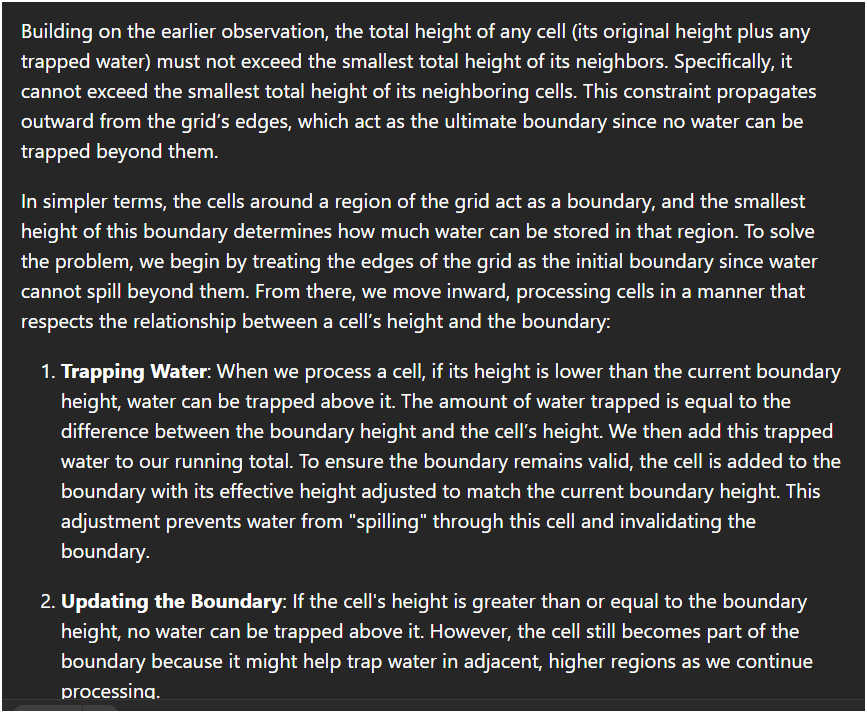 Building on the earlier observation, the total height of any cell (its original height plus any
trapped water) must not exceed the smallest total height of its neighbors. Specifically, it
cannot exceed the smallest total height of its neighboring cells. This constraint propagates
outward from the grid’s edges, which act as the ultimate boundary since no water can be
trapped beyond them.
In simpler terms, the cells around a region of the grid act as a boundary, and the smallest
height of this boundary determines how much water can be stored in that region. To solve
the problem, we begin by treating the edges of the grid as the initial boundary since water
cannot spill beyond them. From there, we move inward, processing cells in a manner that
respects the relationship between a cell’s height and the boundary:
1. Trapping Water: When we process a cell, if its height is lower than the current boundary
height, water can be trapped above it. The amount of water trapped is equal to the
difference between the boundary height and the cell’s height. We then add this trapped
water to our running total. To ensure the boundary remains valid, the cell is added to the
boundary with its effective height adjusted to match the current boundary height. This
adjustment prevents water from "spilling" through this cell and invalidating the
boundary.
2. Updating the Boundary: If the cell's height is greater than or equal to the boundary
height, no water can be trapped above it. However, the cell still becomes part of the
boundary because it might help trap water in adjacent, higher regions as we continue
processing.